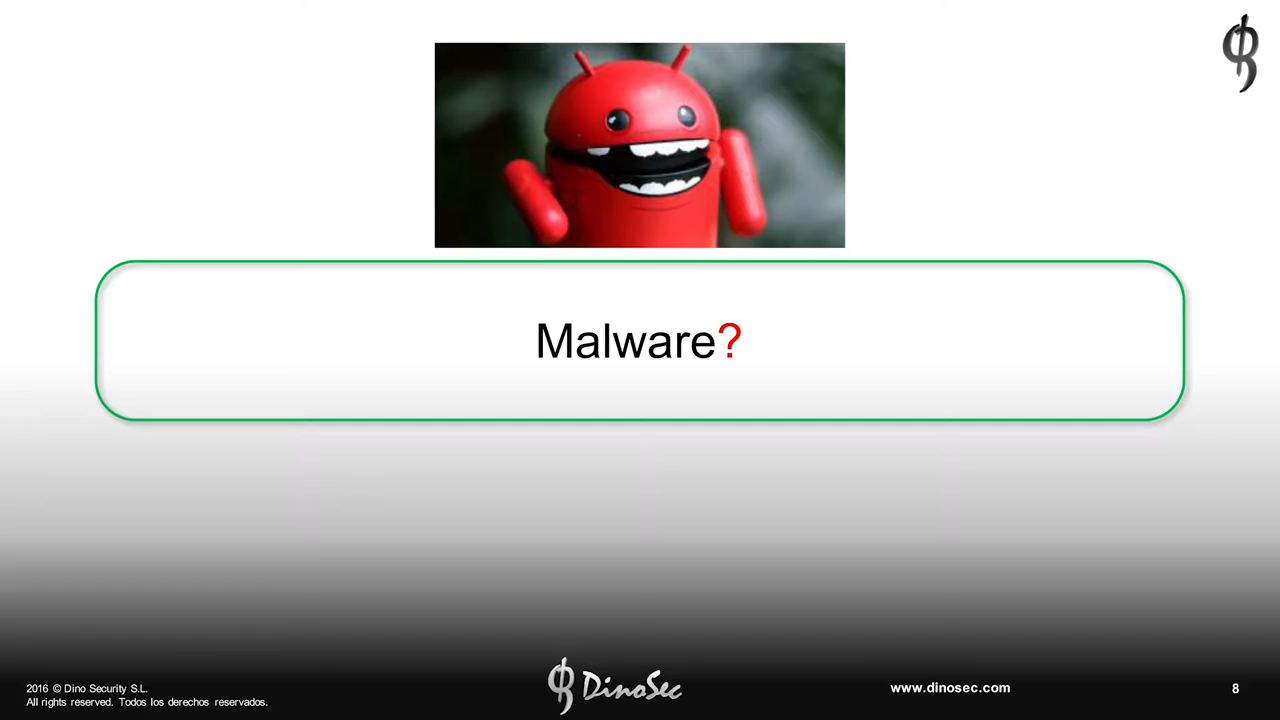 Malware?
2016 © Dino Security S.L.
All rights reserved. Todos los derechos reservados.
DinoSec
www.dinosec.com
8